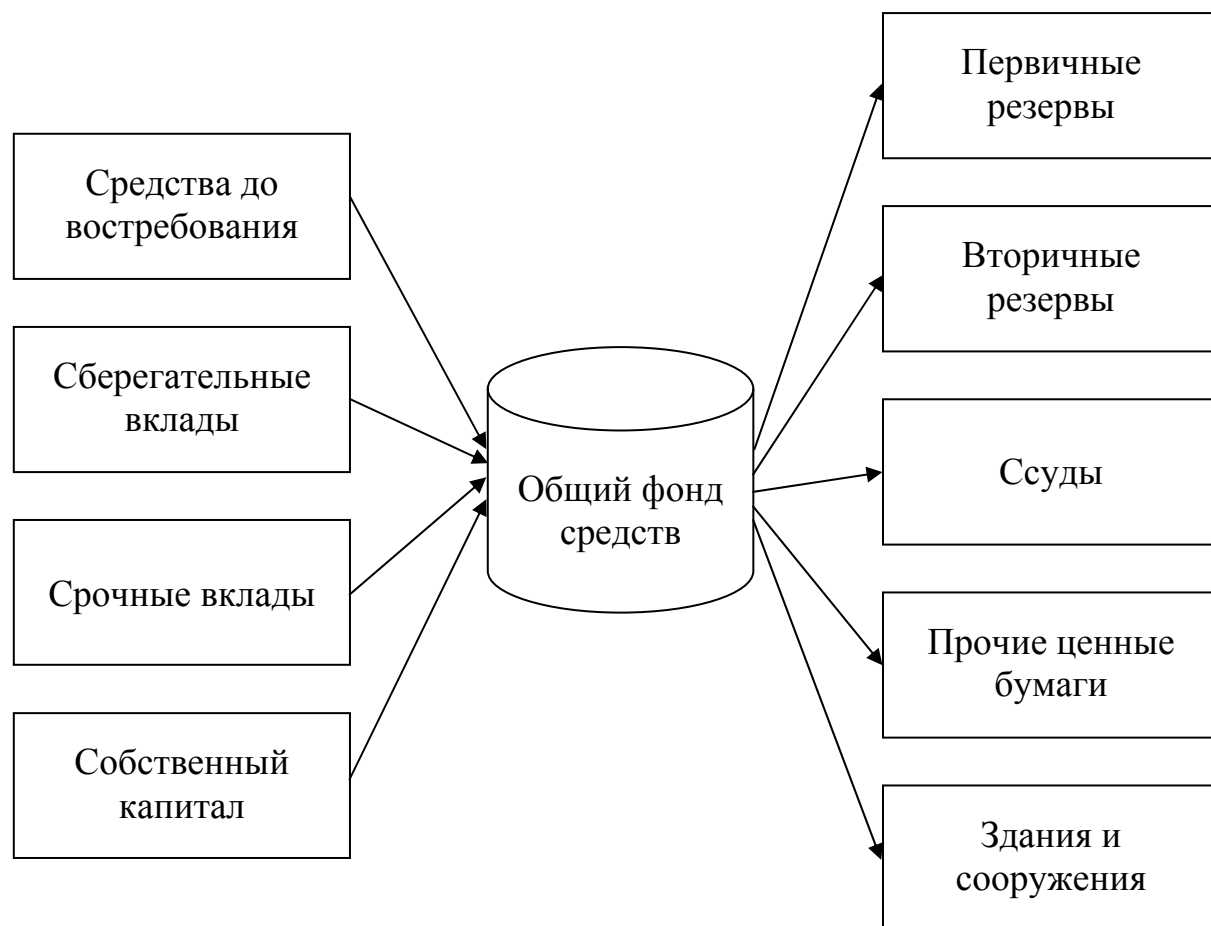 Средства до
востребования
Сберегательные
вклады
Срочные вклады
Собственный
капитал
Общий фонд
средств
Первичные
резервы
Вторичные
резервы
Ссуды
Прочие ценные
бумаги
Здания и
сооружения